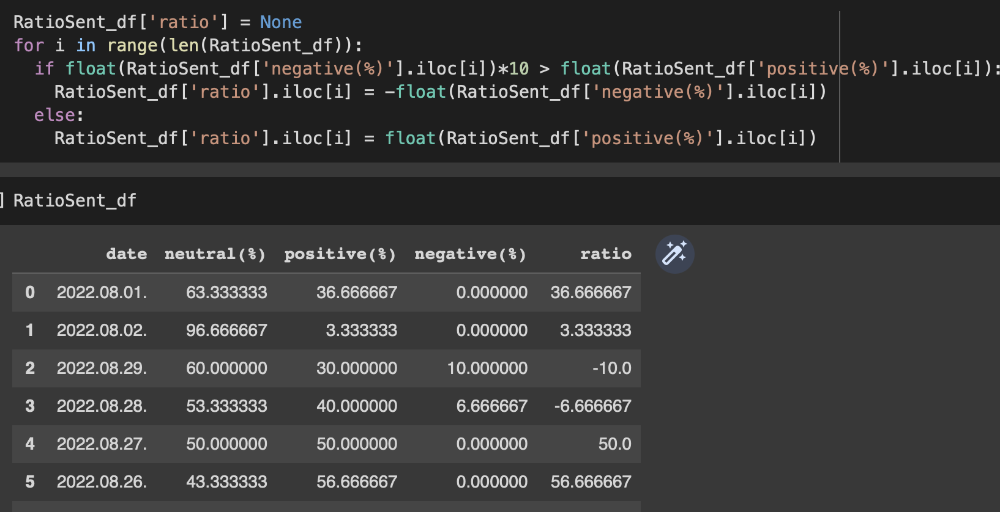 RatioSent_df['ratio'] = None
for i in range(len(RatioSent_df)):
  if float(RatioSent_df['negative(%)'].iloc[i])*10 > float(RatioSent_df['positive(%)'].iloc[i]):
    RatioSent_df['ratio'].iloc[i] = -float(RatioSent_df['negative(%)'].iloc[i])
  else:
    RatioSent_df['ratio'].iloc[i] = float(RatioSent_df['positive(%)'].iloc[i])
] RatioSent_df
date neutral(%) positive(%) negative(%) ratio
0 2022.08.01. 63.333333 36.666667 0.000000 36.666667
1 2022.08.02. 96.666667 3.333333 0.000000 3.333333
2 2022.08.29. 60.000000 30.000000 10.000000 -10.0
3 2022.08.28. 53.333333 40.000000 6.666667 -6.666667
4 2022.08.27. 50.000000 50.000000 0.000000 50.0
5 2022.08.26. 43.333333 56.666667 0.000000 56.666667